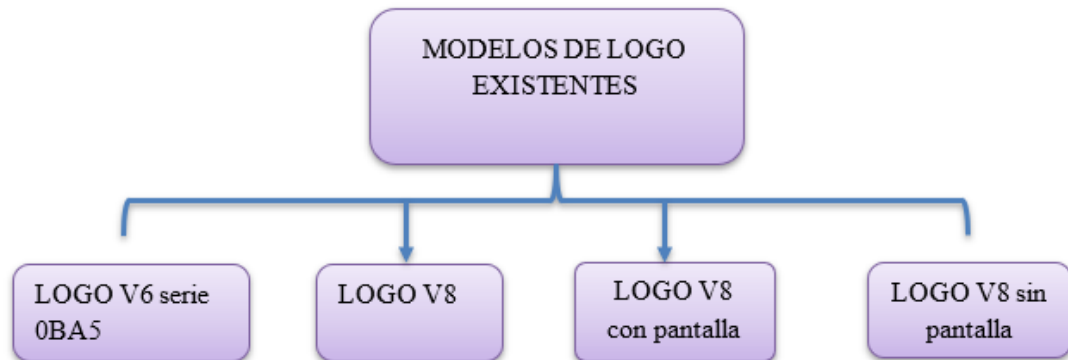 MODELOS DE LOGO
EXISTENTES
LOGO V6 serie
0BA5
LOGO V8
LOGO V8
con pantalla
LOGO V8 sin
pantalla